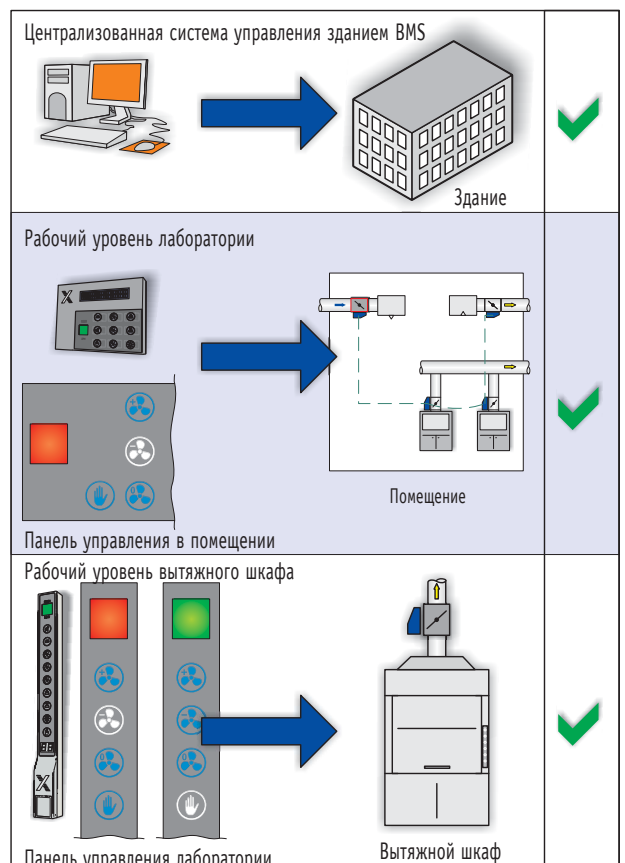 Централизованная система управления зданием BMS
Здание
Рабочий уровень лаборатории
Помещение
Панель управления в помещении
Рабочий уровень вытяжного шкафа
Панель управления лаборатории
Вытяжной шкаф